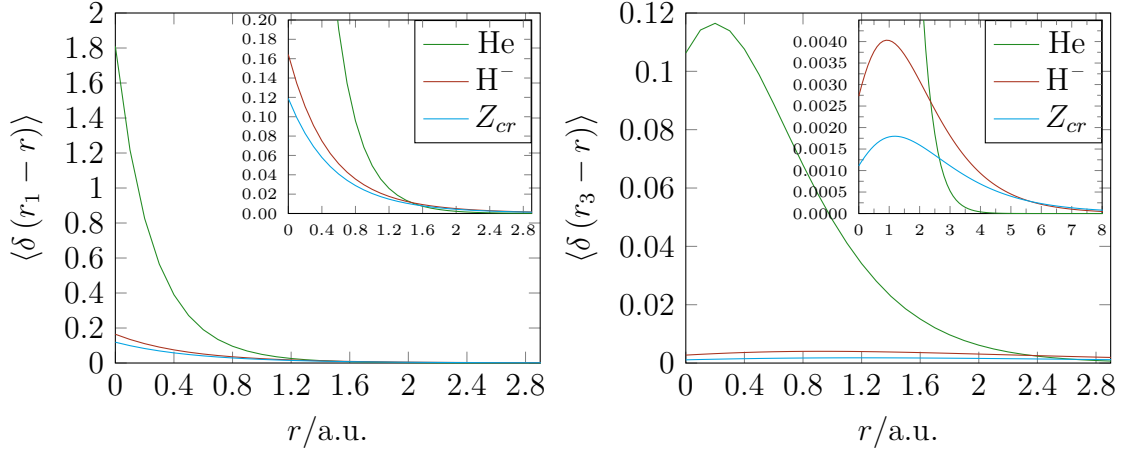 ⟨δ (r₁ − r)⟩
2
1.8
1.6
1.4
1.2
1
0.8
0.6
0.4
0.2
0
0 0.4 0.8 1.2 1.6 2 2.4 2.8
r/a.u.
0.20
0.18
0.16
0.14
0.12
0.10
0.08
0.06
0.04
0.02
0.00
0 0.4 0.8 1.2 1.6 2 2.4 2.8
He
H⁻
Z_cr
⟨δ (r₃ − r)⟩
0.12
0.1
0.08
0.06
0.04
0.02
0
0 0.4 0.8 1.2 1.6 2 2.4 2.8
r/a.u.
0.0040
0.0035
0.0030
0.0025
0.0020
0.0015
0.0010
0.0005
0.0000
0 1 2 3 4 5 6 7 8
He
H⁻
Z_cr